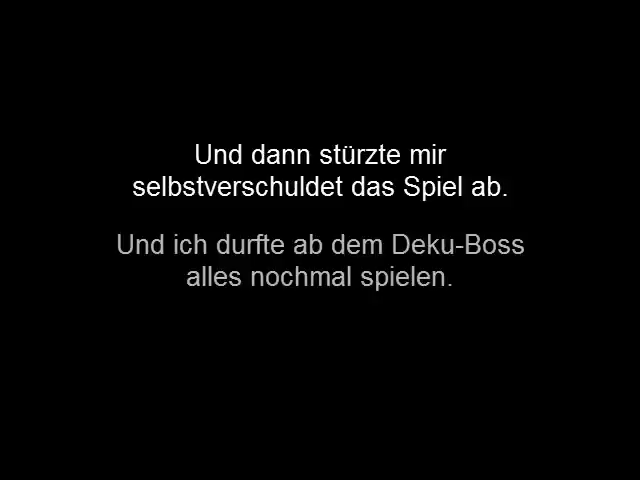 Und dann stürzte mir
selbstverschuldet das Spiel ab.
Und ich durfte ab dem Deku-Boss
alles nochmal spielen.